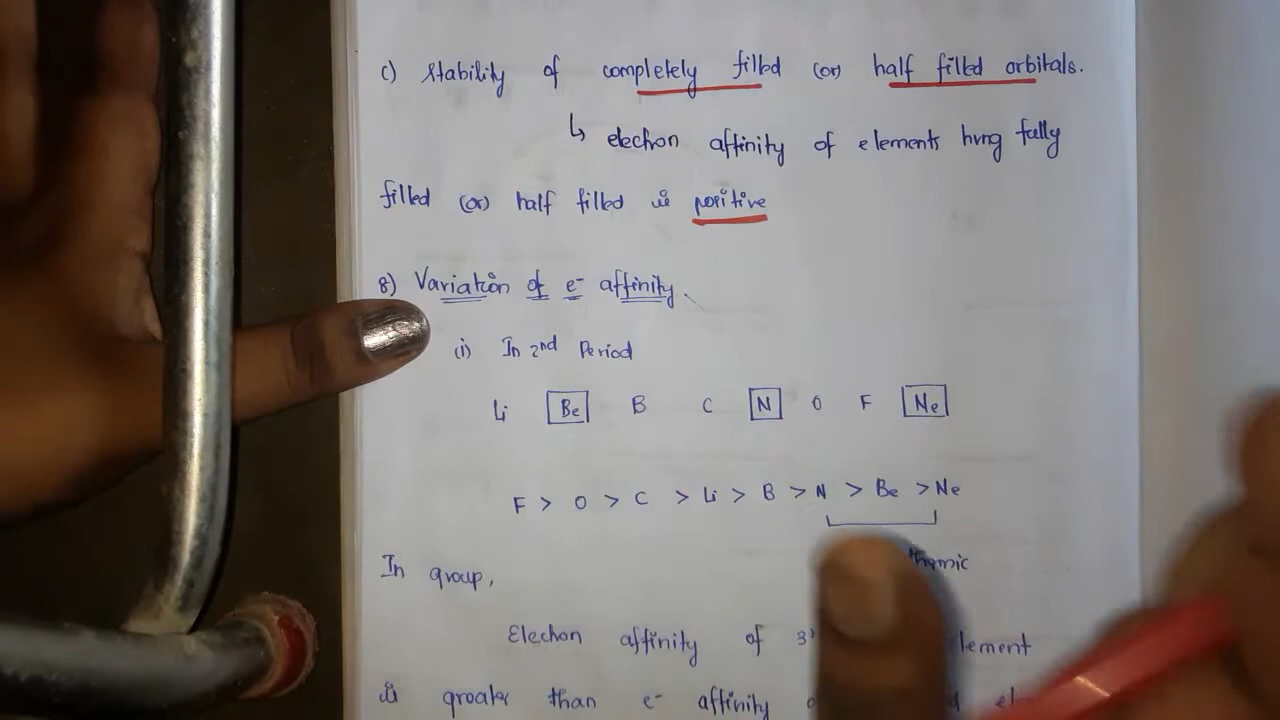 c) Stability of completely filled (or) half filled orbitals.
↳ electron affinity of elements hvng fully
filled (or) half filled is positive
8) Variation of e- affinity.
(i) In 2nd Period
Li Be B C N O F Ne
F > O > C > Li > B > N > Be > Ne
In group,
Electron affinity of
is greater than e- affinity